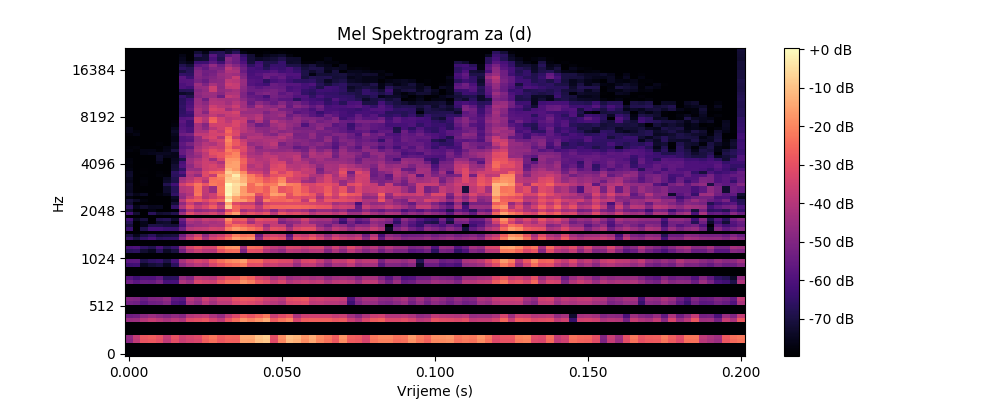 Mel Spektrogram za (d)
Hz
16384
8192
4096
2048
1024
512
0
0.000
0.050
0.100
0.150
0.200
Vrijeme (s)
+0 dB
-10 dB
-20 dB
-30 dB
-40 dB
-50 dB
-60 dB
-70 dB